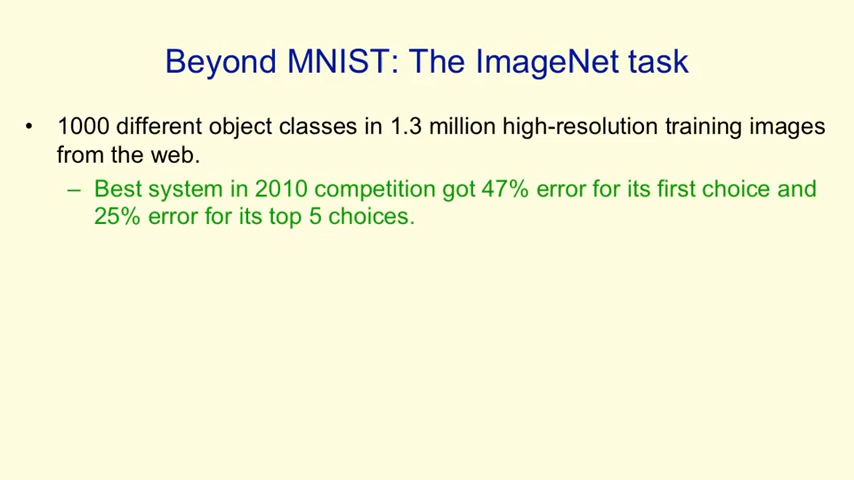 Beyond MNIST: The ImageNet task
• 1000 different object classes in 1.3 million high-resolution training images
from the web.
– Best system in 2010 competition got 47% error for its first choice and
25% error for its top 5 choices.